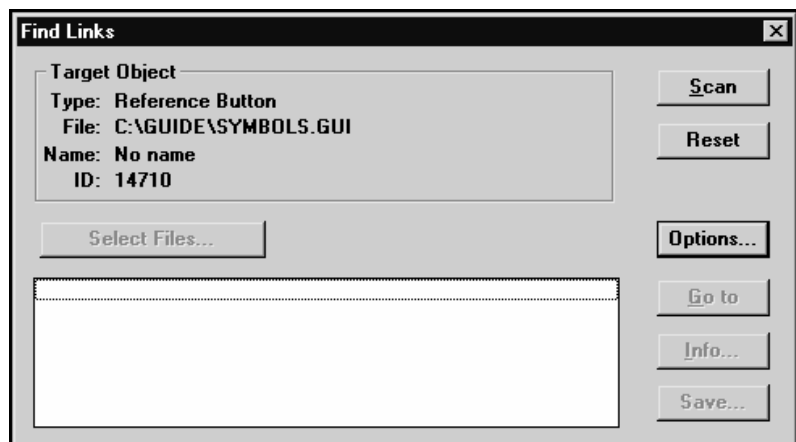 Find Links
Target Object
Type: Reference Button
File: C:\GUIDE\SYMBOLS.GUI
Name: No name
ID: 14710
Scan
Reset
Select Files...
Options...
Go to
Info...
Save...